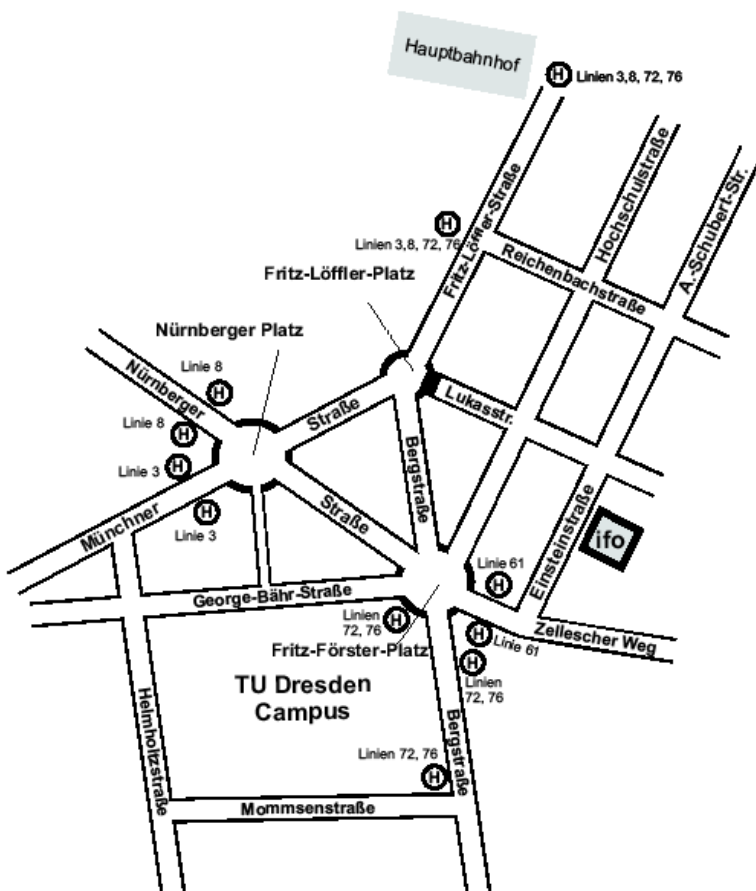 Hauptbahnhof
Linien 3,8, 72, 76
Hochschulstraße
A.-Schubert-Str.
Fritz-Löffler-Straße
Linien 3,8, 72, 76
Reichenbachstraße
Fritz-Löffler-Platz
Nürnberger Platz
Linie 8
Nürnberger
Straße
Lukasstr.
Linie 8
Linie 3
Bergstraße
Münchner
Straße
Linie 3
Einsteinstraße
ifo
Linie 61
George-Bähr-Straße
Linien
72, 76
Fritz-Förster-Platz
Linie 61
Zellescher Weg
Linien
72, 76
TU Dresden
Campus
Helmholtzstraße
Bergstraße
Linien 72, 76
Mommsenstraße
H
H
H
H
H
H
H
H
H
H
H